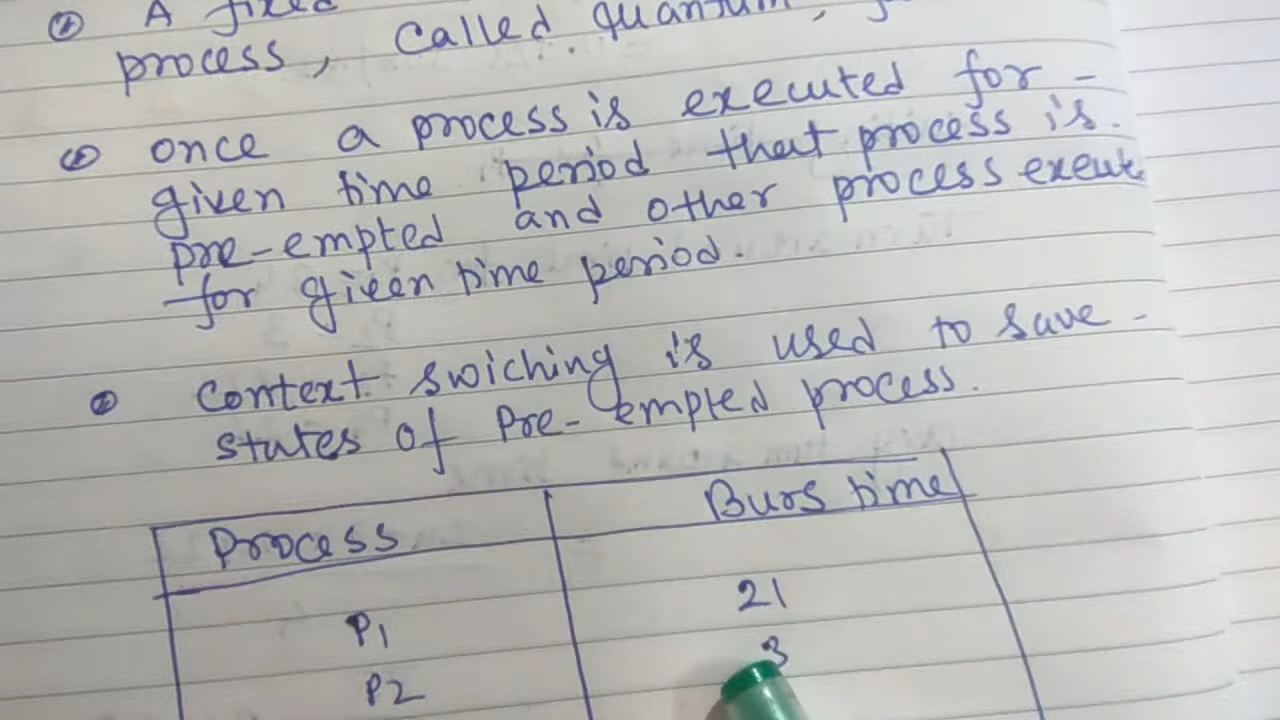 A fixed
process, Called quantum,
once a process is executed for -
given time period that process is.
pre-empted and other process execut
for given time period.
Context swiching is used to save -
states of Pre-empted process.
Process Burs time
P1 21
P2 3